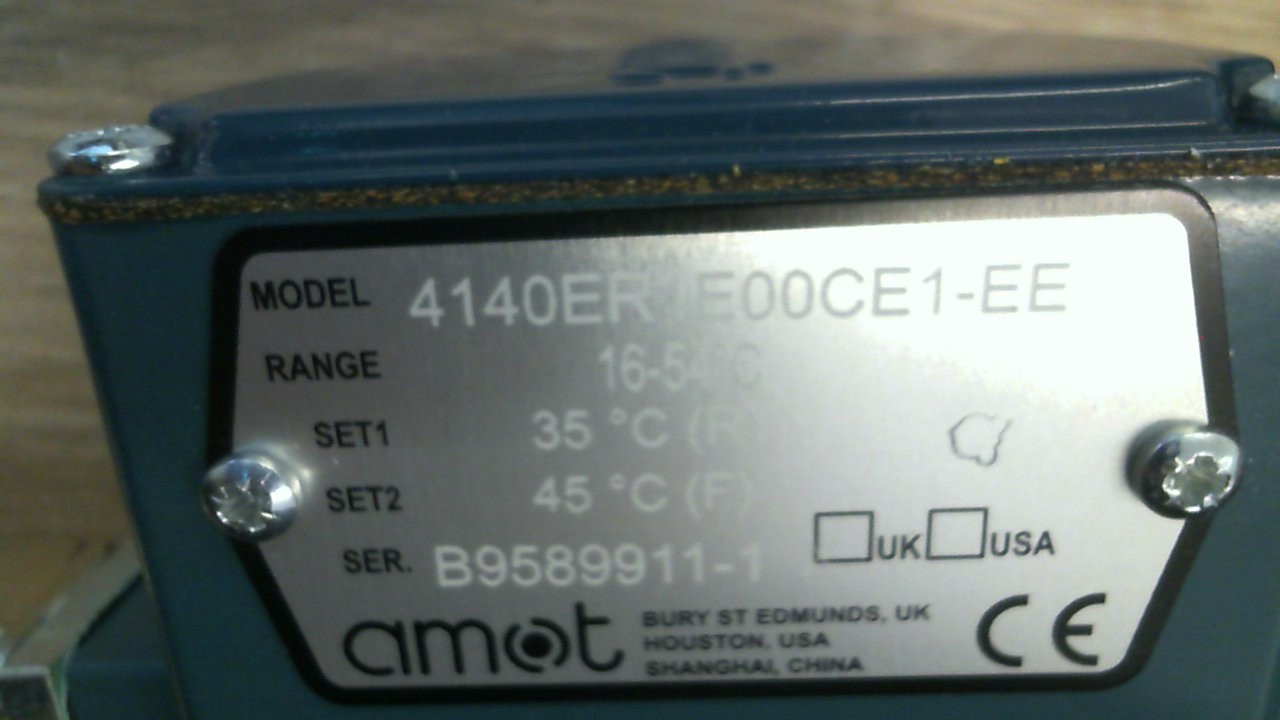 MODEL
RANGE
SET1 35 °C (R)
SET2 45 °C (F)
SER. B9589911-1
UK USA
amot
BURY ST EDMUNDS, UK
HOUSTON, USA
SHANGHAI, CHINA
CE